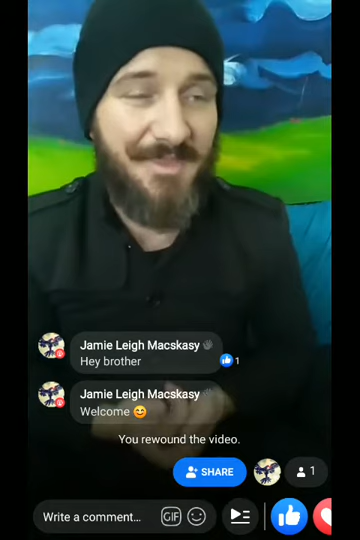 Jamie Leigh Macskasy
Hey brother
1
Jamie Leigh Macskasy
Welcome 😊
You rewound the video.
SHARE
1
Write a comment...
GIF